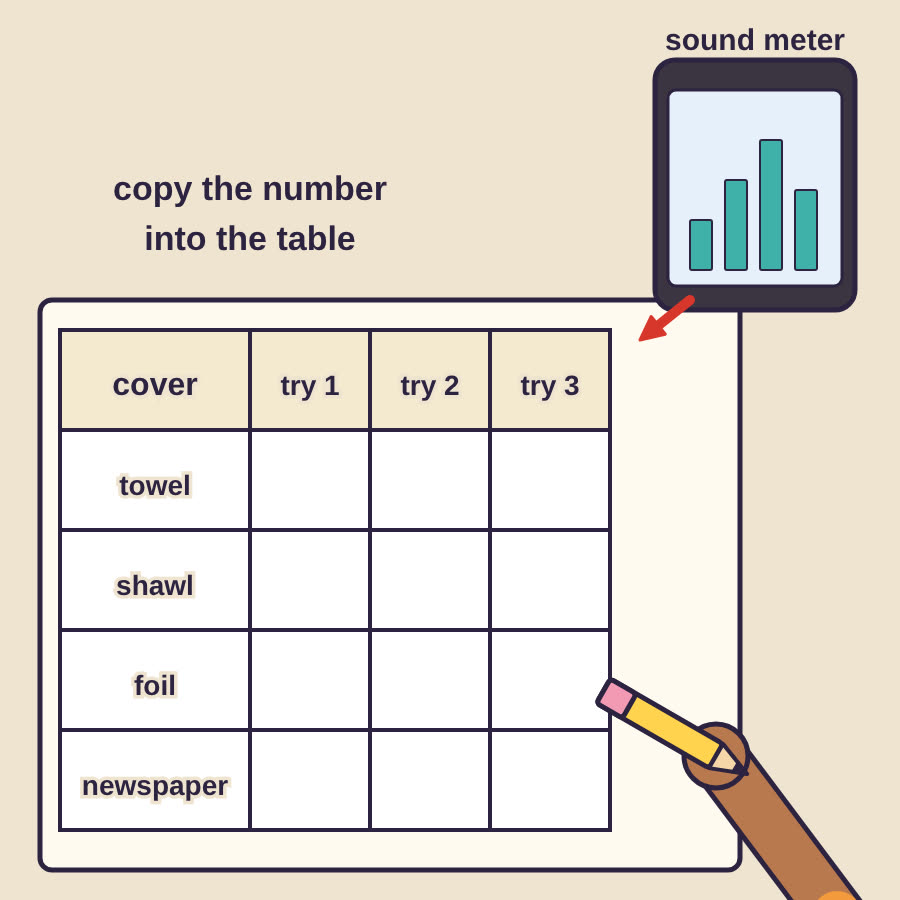 sound meter
copy the number
into the table
cover try 1 try 2 try 3
towel
shawl
foil
newspaper